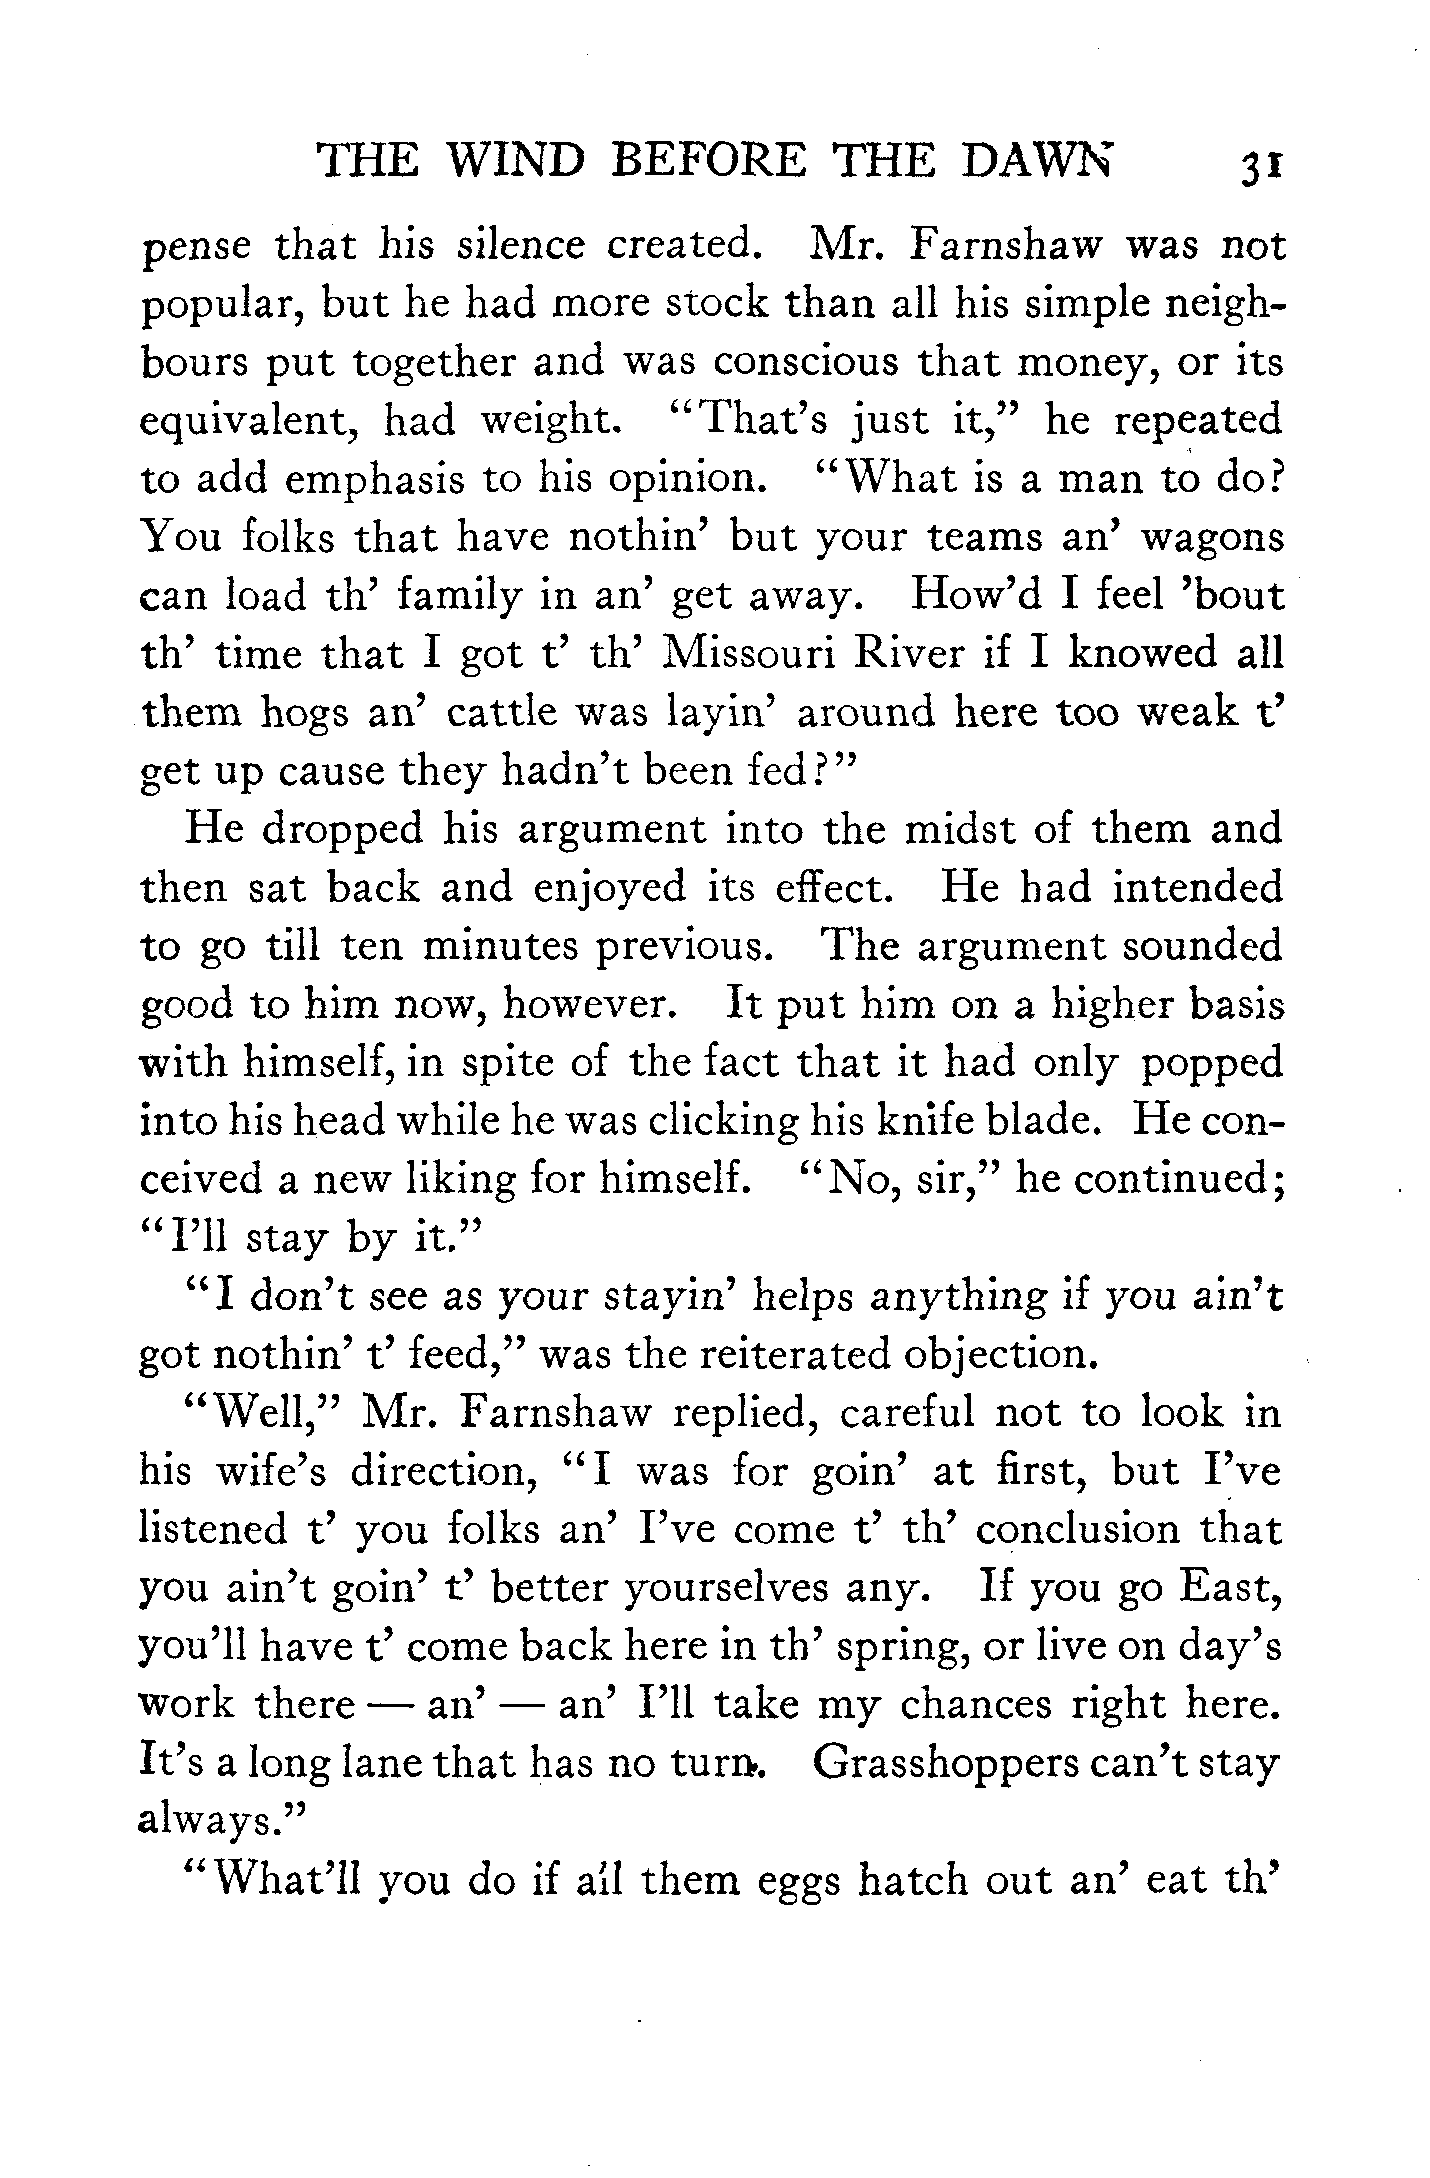 THE WIND BEFORE THE DAWN 31
pense that his silence created. Mr. Farnshaw was not
popular, but he had more stock than all his simple neigh-
bours put together and was conscious that money, or its
equivalent, had weight. “That’s just it,” he repeated
to add emphasis to his opinion. “What is a man to do?
You folks that have nothin’ but your teams an’ wagons
can load th’ family in an’ get away. How’d I feel ’bout
th’ time that I got t’ th’ Missouri River if I knowed all
them hogs an’ cattle was layin’ around here too weak t’
get up cause they hadn’t been fed?”
He dropped his argument into the midst of them and
then sat back and enjoyed its effect. He had intended
to go till ten minutes previous. The argument sounded
good to him now, however. It put him on a higher basis
with himself, in spite of the fact that it had only popped
into his head while he was clicking his knife blade. He con-
ceived a new liking for himself. “No, sir,” he continued;
“I’ll stay by it.”
“I don’t see as your stayin’ helps anything if you ain’t
got nothin’ t’ feed,” was the reiterated objection.
“Well,” Mr. Farnshaw replied, careful not to look in
his wife’s direction, “I was for goin’ at first, but I’ve
listened t’ you folks an’ I’ve come t’ th’ conclusion that
you ain’t goin’ t’ better yourselves any. If you go East,
you’ll have t’ come back here in th’ spring, or live on day’s
work there — an’ — an’ I’ll take my chances right here.
It’s a long lane that has no turn. Grasshoppers can’t stay
always.”
“What’ll you do if all them eggs hatch out an’ eat th’